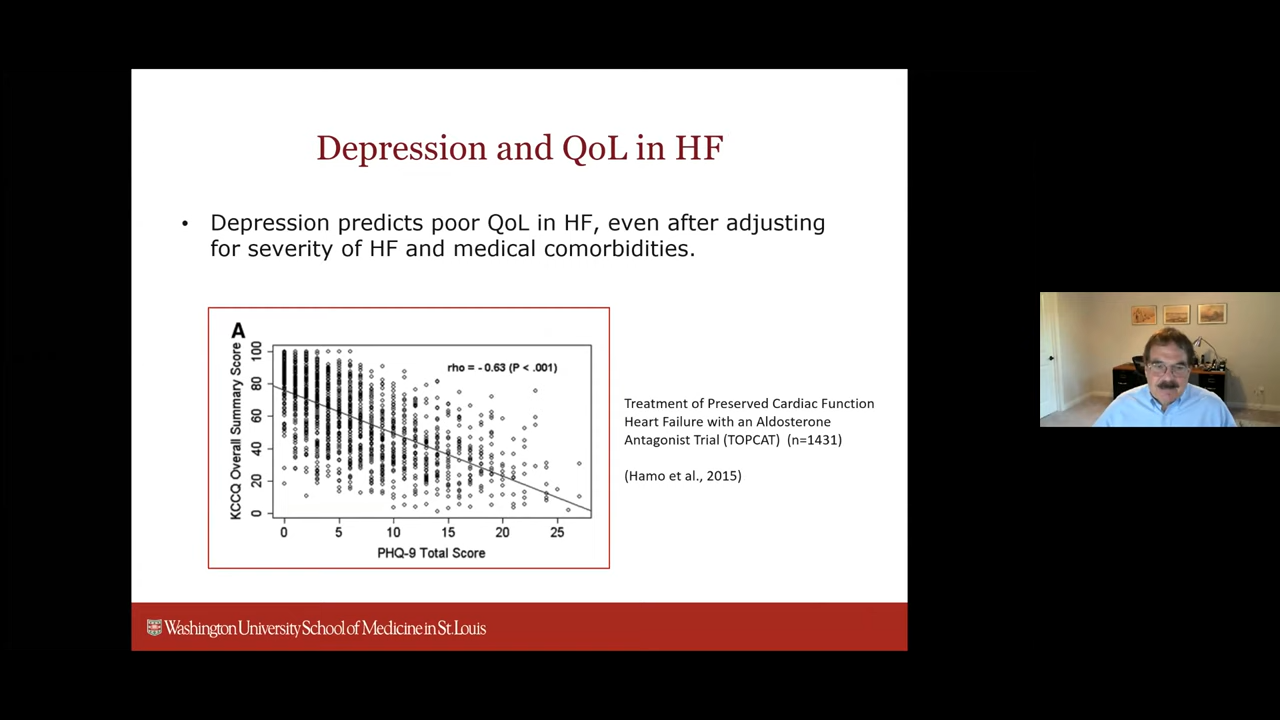 Depression and QoL in HF
• Depression predicts poor QoL in HF, even after adjusting
for severity of HF and medical comorbidities.
A
rho = - 0.63 (P < .001)
KCCQ Overall Summary Score
100
80
60
40
20
0
0 5 10 15 20 25
PHQ-9 Total Score
Treatment of Preserved Cardiac Function
Heart Failure with an Aldosterone
Antagonist Trial (TOPCAT) (n=1431)
(Hamo et al., 2015)
Washington University School of Medicine in St. Louis